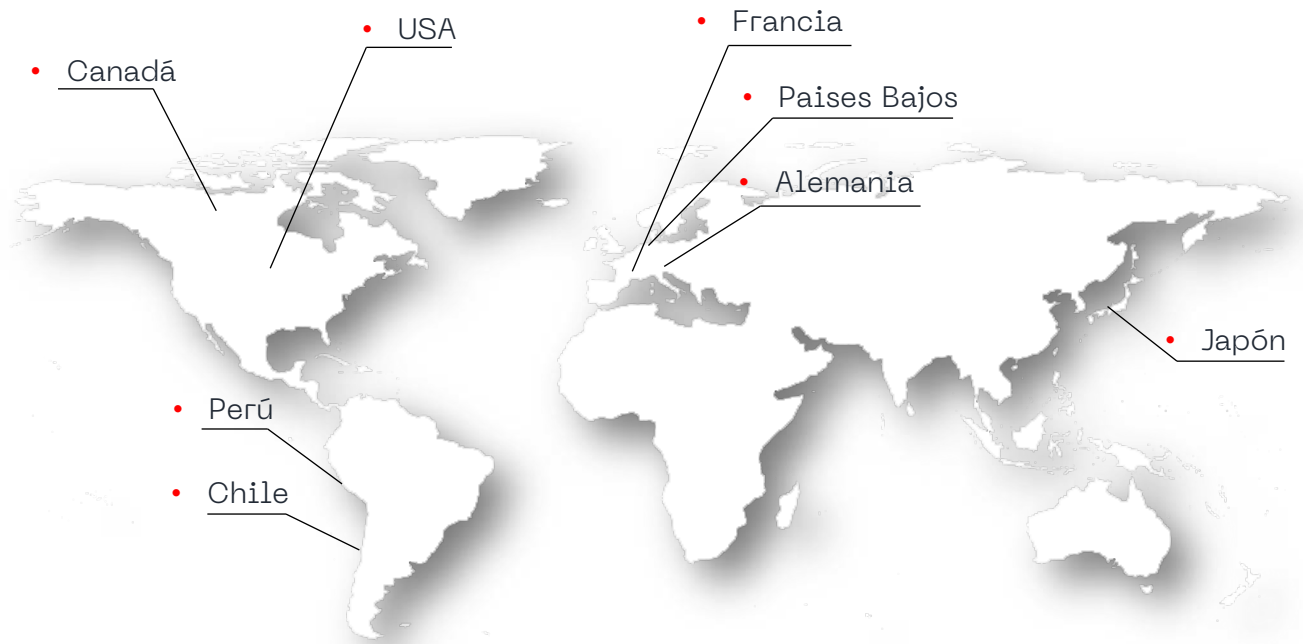 • USA
• Francia
• Canadá
• Paises Bajos
• Alemania
• Japón
• Perú
• Chile